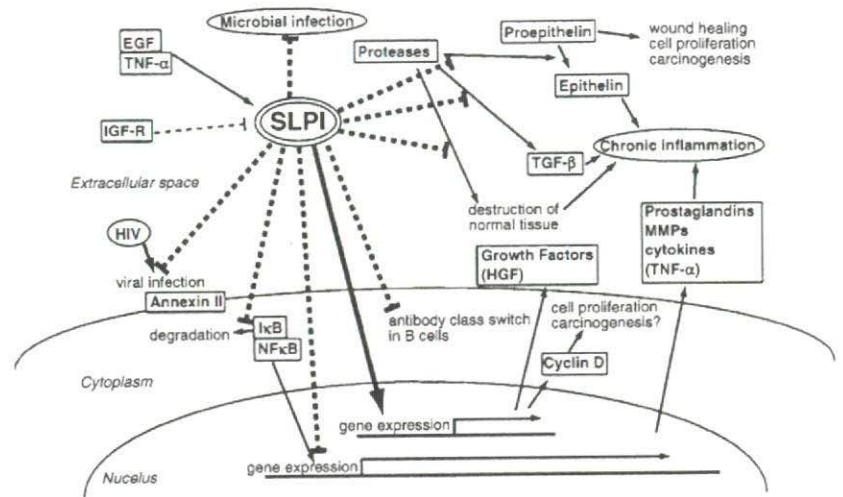 Microbial infection
EGF
TNF-α
IGF-R
SLPI
Proteases
Proepithelin
wound healing
cell proliferation
carcinogenesis
Epithelin
Chronic inflammation
TGF-β
Extracellular space
destruction of
normal tissue
Prostaglandins
MMPs
cytokines
(TNF-α)
HIV
viral infection
Annexin II
Growth Factors
(HGF)
degradation
IκB
NFκB
antibody class switch
in B cells
cell proliferation
carcinogenesis?
Cyclin D
Cytoplasm
gene expression
gene expression
Nucelus